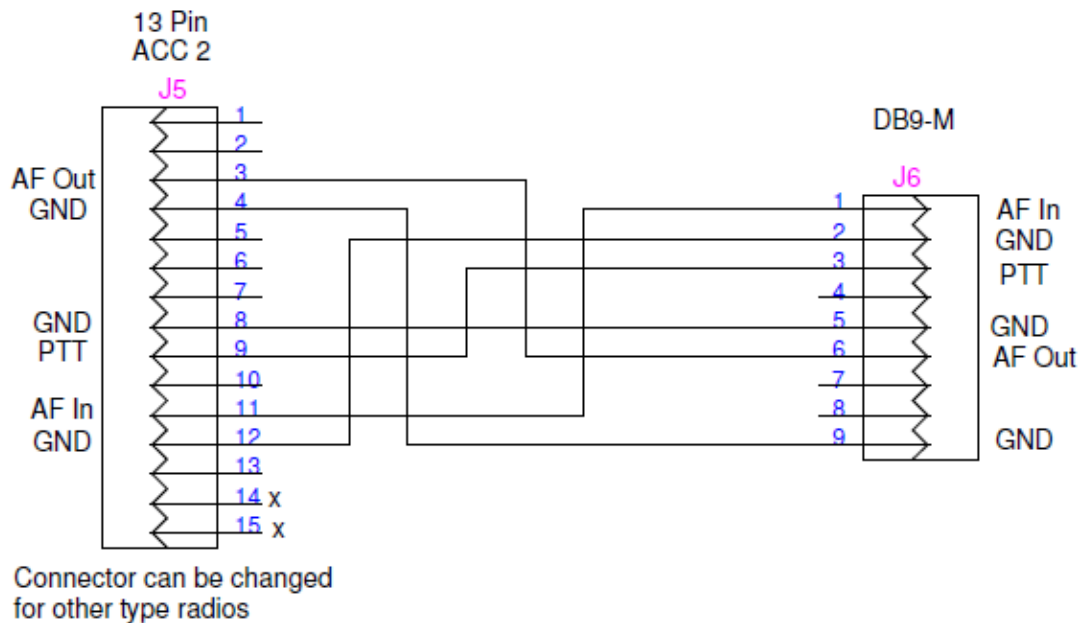 13 Pin
ACC 2
J5
1
2
AF Out 3
GND 4
5
6
7
GND 8
PTT 9
10
AF In 11
GND 12
13
14 x
15 x
DB9-M
J6
1 AF In
2 GND
3 PTT
4
5 GND
6 AF Out
7
8
9 GND
Connector can be changed
for other type radios